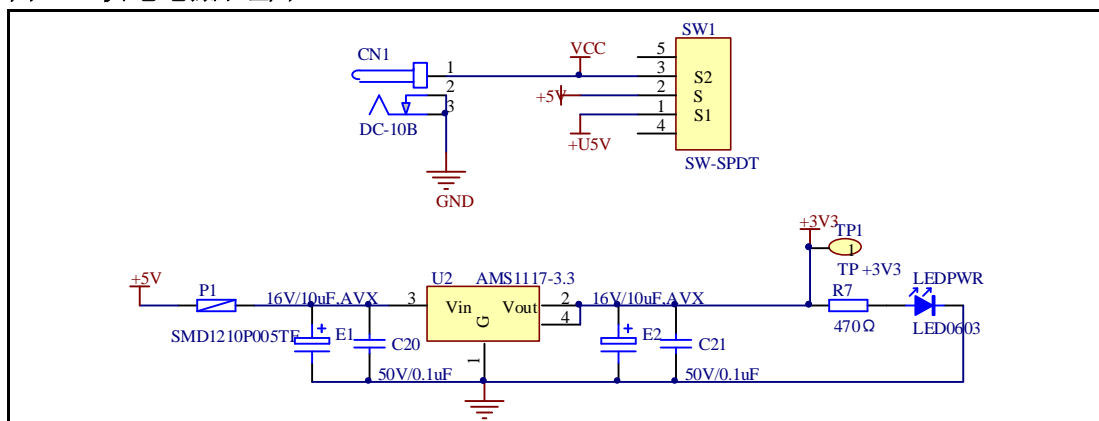 CN1
1
2
3
DC-10B
GND
VCC
+5V
+U5V
SW1
5
3
2
1
4
S2
S
S1
SW-SPDT
+5V
P1
SMD1210P005TF
16V/10uF,AVX
E1
C20
50V/0.1uF
U2
AMS1117-3.3
3
Vin
Vout
G
2
4
1
16V/10uF,AVX
E2
C21
50V/0.1uF
+3V3
TP1
1
TP +3V3
R7
470Ω
LEDPWR
LED0603